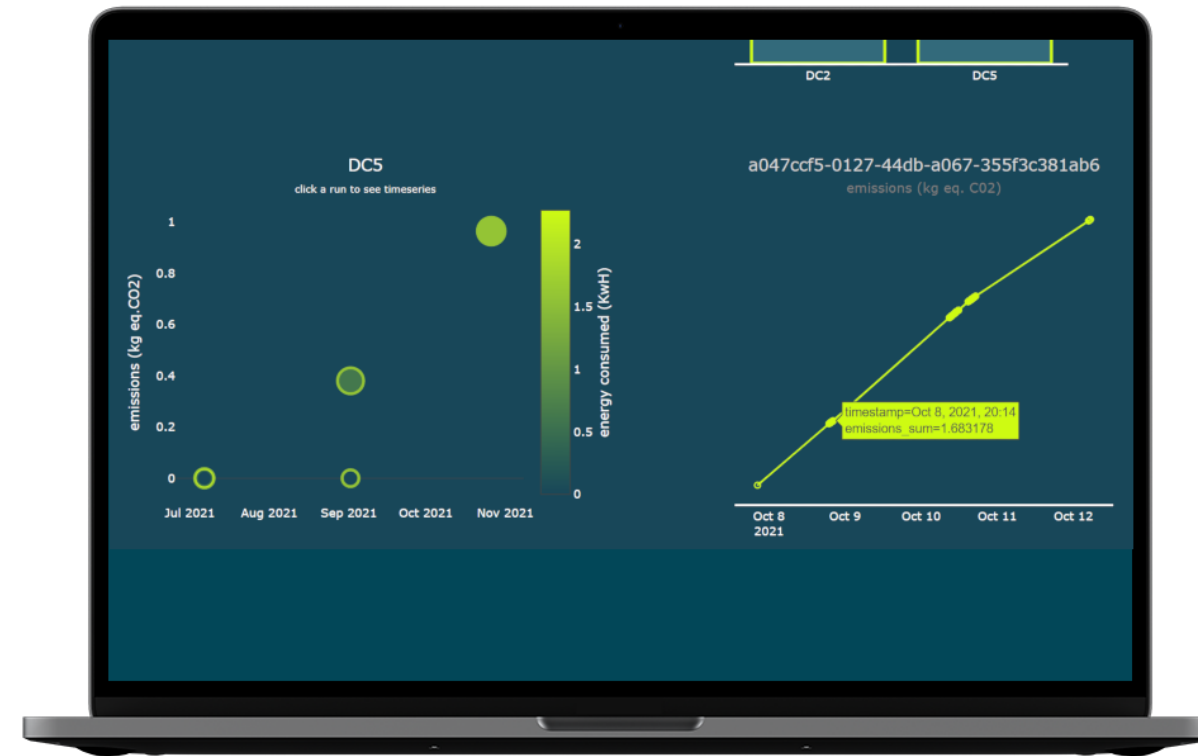 DC2
DC5
DC5
click a run to see timeseries
emissions (kg eq.CO2)
1
0.8
0.6
0.4
0.2
0
Jul 2021
Aug 2021
Sep 2021
Oct 2021
Nov 2021
2
1.5
1
0.5
0
energy consumed (KwH)
a047ccf5-0127-44db-a067-355f3c381ab6
emissions (kg eq. C02)
timestamp=Oct 8, 2021, 20:14
emissions_sum=1.683178
Oct 8
2021
Oct 9
Oct 10
Oct 11
Oct 12